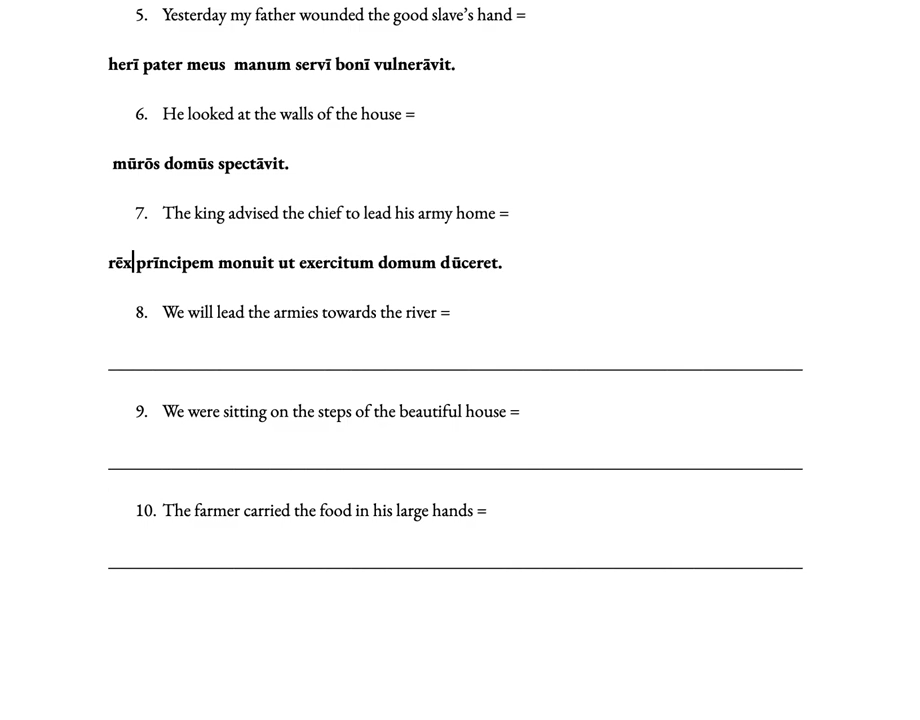 5. Yesterday my father wounded the good slave’s hand =
herī pater meus manum servī bonī vulnerāvit.
6. He looked at the walls of the house =
mūrōs domūs spectāvit.
7. The king advised the chief to lead his army home =
rēx prīncipem monuit ut exercitum domum dūceret.
8. We will lead the armies towards the river =
9. We were sitting on the steps of the beautiful house =
10. The farmer carried the food in his large hands =